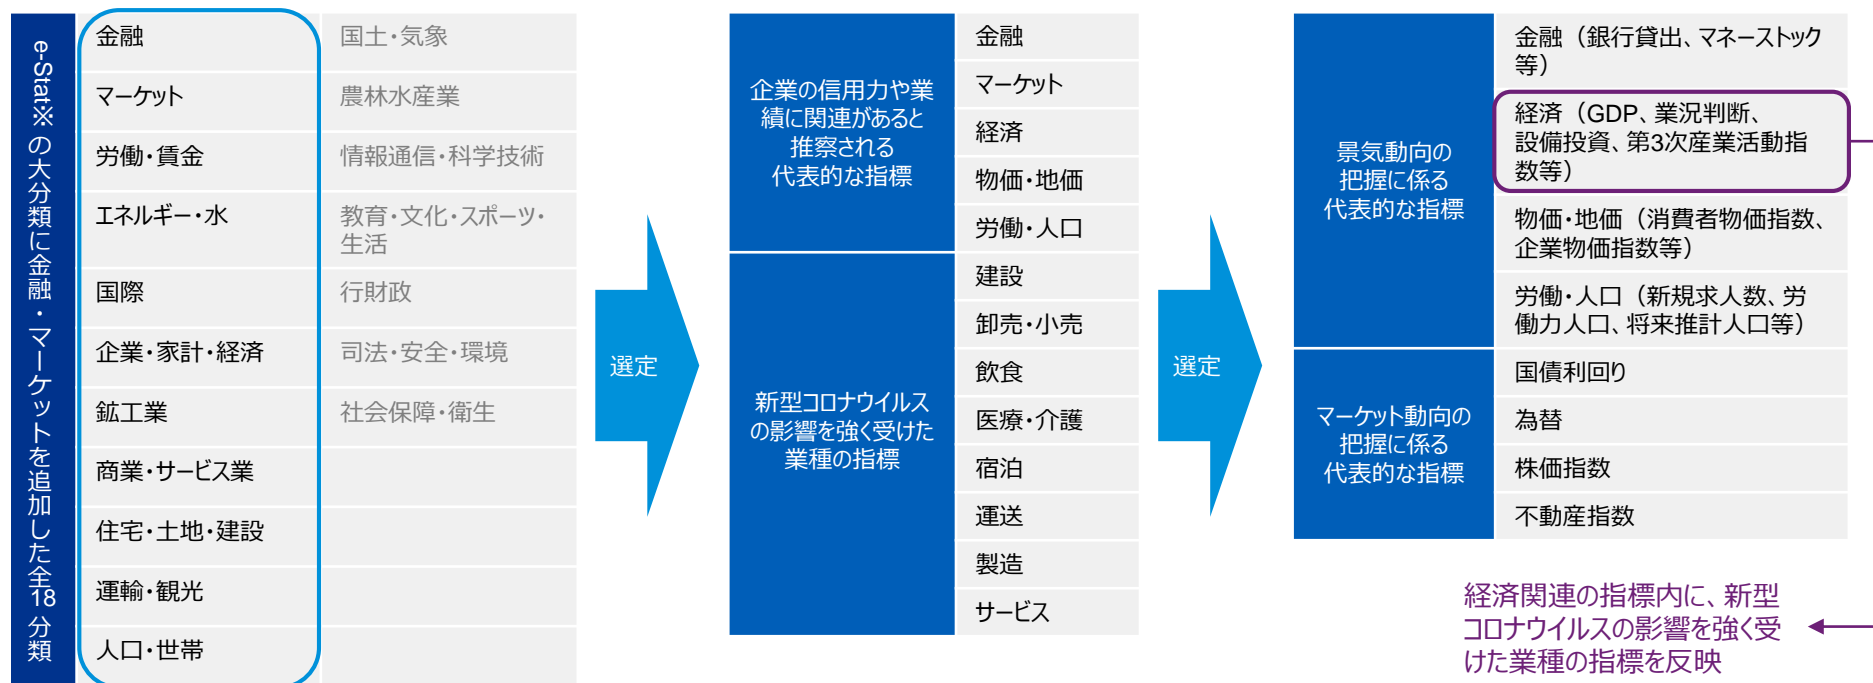 e-Stat※の大分類に金融・マーケットを追加した全18分類
金融
マーケット
労働・賃金
エネルギー・水
国際
企業・家計・経済
鉱工業
商業・サービス業
住宅・土地・建設
運輸・観光
人口・世帯
国土・気象
農林水産業
情報通信・科学技術
教育・文化・スポーツ・
生活
行財政
司法・安全・環境
社会保障・衛生
選定
企業の信用力や業
績に関連があると
推察される
代表的な指標
金融
マーケット
経済
物価・地価
労働・人口
新型コロナウイルス
の影響を強く受けた
業種の指標
建設
卸売・小売
飲食
医療・介護
宿泊
運送
製造
サービス
選定
景気動向の
把握に係る
代表的な指標
金融（銀行貸出、マネーストック
等）
経済（GDP、業況判断、
設備投資、第3次産業活動指
数等）
物価・地価（消費者物価指数、
企業物価指数等）
労働・人口（新規求人数、労
働力人口、将来推計人口等）
マーケット動向の
把握に係る
代表的な指標
国債利回り
為替
株価指数
不動産指数
経済関連の指標内に、新型
コロナウイルスの影響を強く受
けた業種の指標を反映